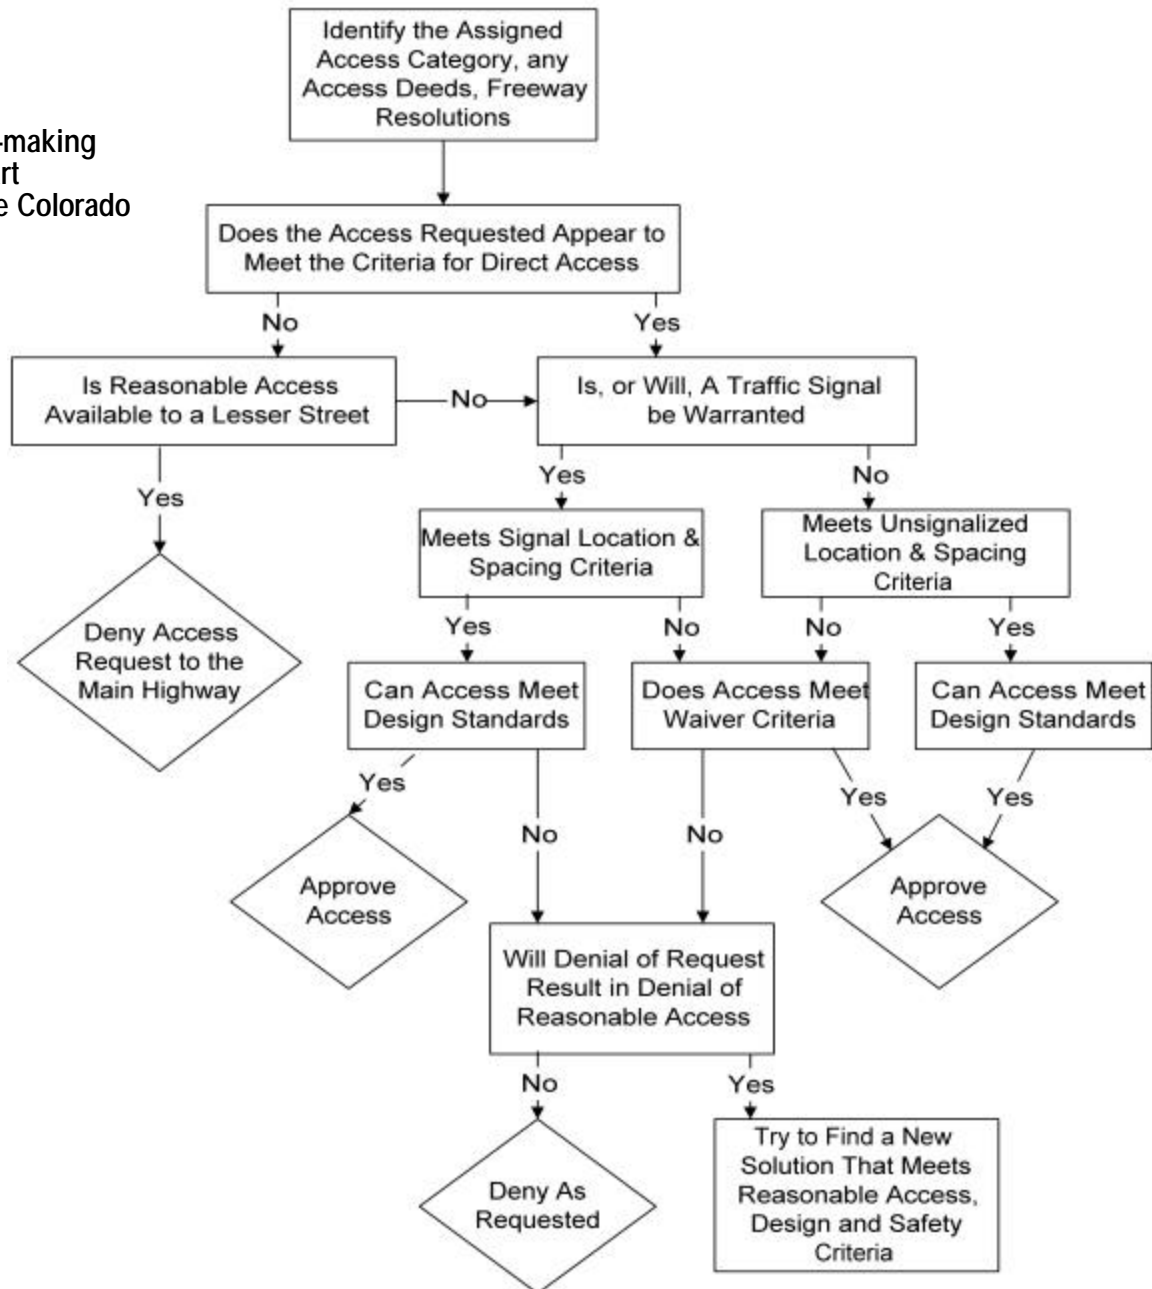 Identify the Assigned
Access Category, any
Access Deeds, Freeway
Resolutions
-making
rt
e Colorado
Does the Access Requested Appear to
Meet the Criteria for Direct Access
No
Yes
Is Reasonable Access
Available to a Lesser Street
No
Is, or Will, A Traffic Signal
be Warranted
Yes
Yes
No
Deny Access
Request to the
Main Highway
Meets Signal Location &
Spacing Criteria
Meets Unsignalized
Location & Spacing
Criteria
Yes
No
No
Yes
Can Access Meet
Design Standards
Does Access Meet
Waiver Criteria
Can Access Meet
Design Standards
Yes
No
No
Yes
Yes
Approve
Access
Approve
Access
Will Denial of Request
Result in Denial of
Reasonable Access
No
Yes
Deny As
Requested
Try to Find a New
Solution That Meets
Reasonable Access,
Design and Safety
Criteria